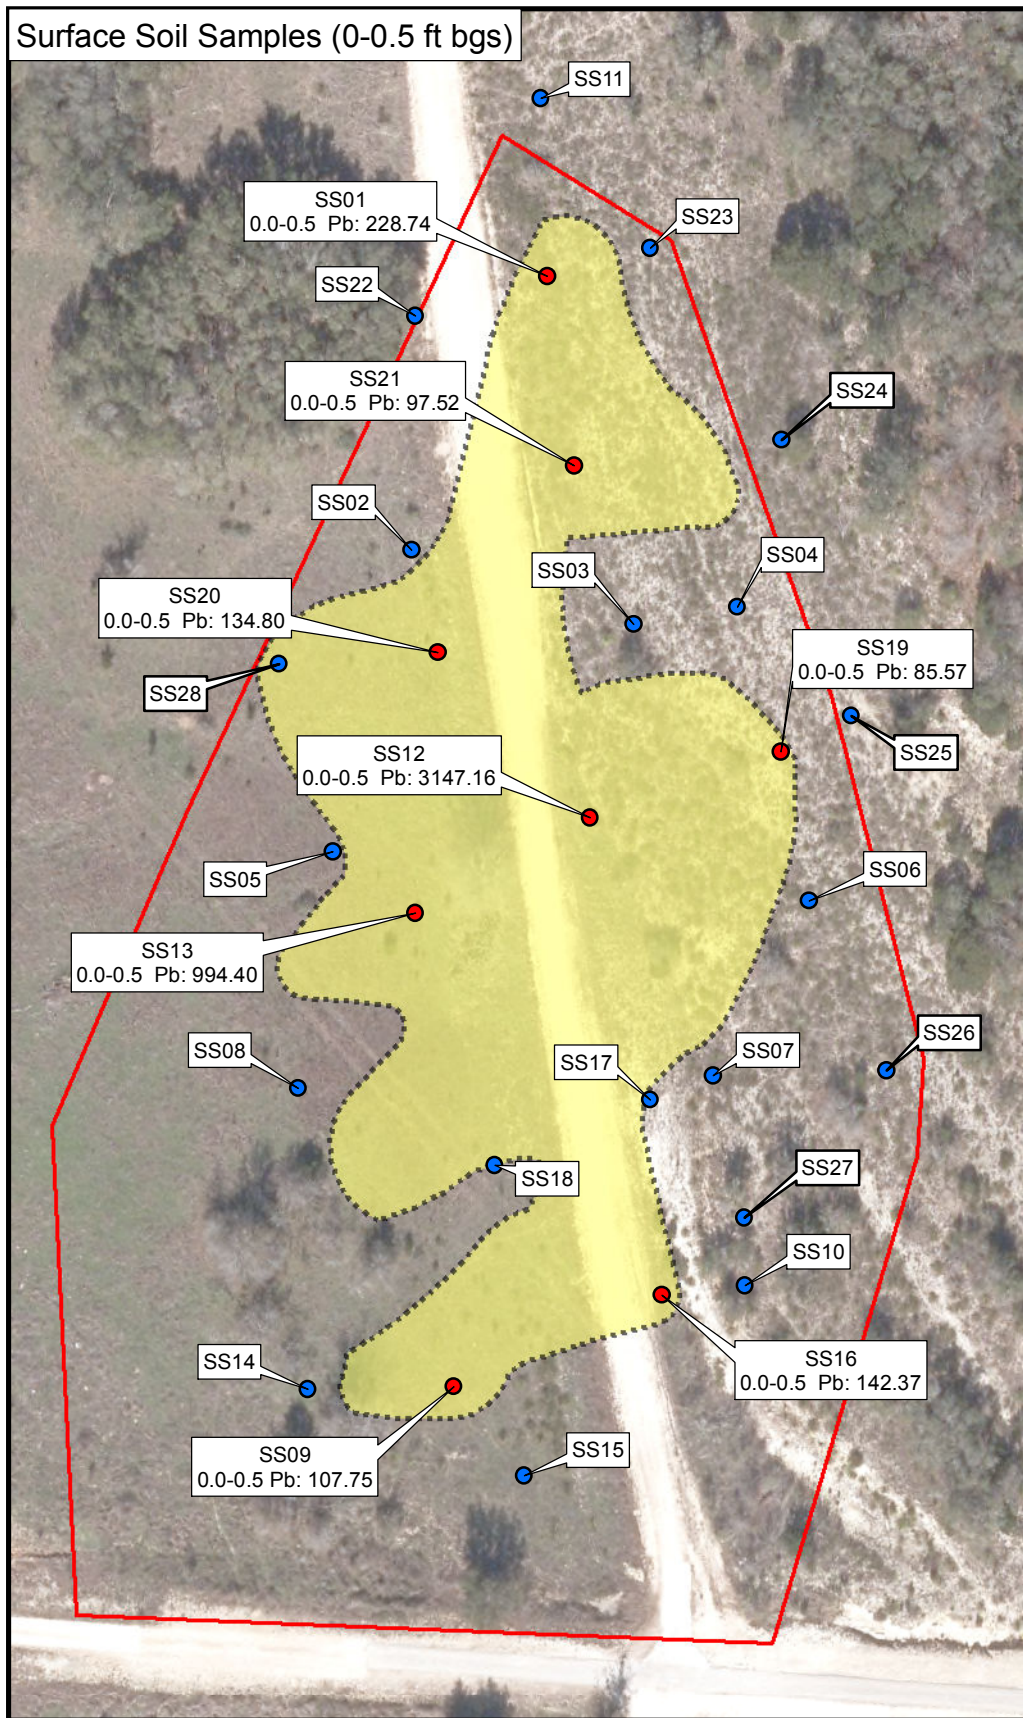 Surface Soil Samples (0-0.5 ft bgs)
SS11
SS01
0.0-0.5 Pb: 228.74
SS23
SS22
SS21
0.0-0.5 Pb: 97.52
SS24
SS02
SS03
SS04
SS20
0.0-0.5 Pb: 134.80
SS19
0.0-0.5 Pb: 85.57
SS28
SS25
SS12
0.0-0.5 Pb: 3147.16
SS05
SS06
SS13
0.0-0.5 Pb: 994.40
SS08
SS17
SS07
SS26
SS18
SS27
SS10
SS14
SS16
0.0-0.5 Pb: 142.37
SS09
0.0-0.5 Pb: 107.75
SS15